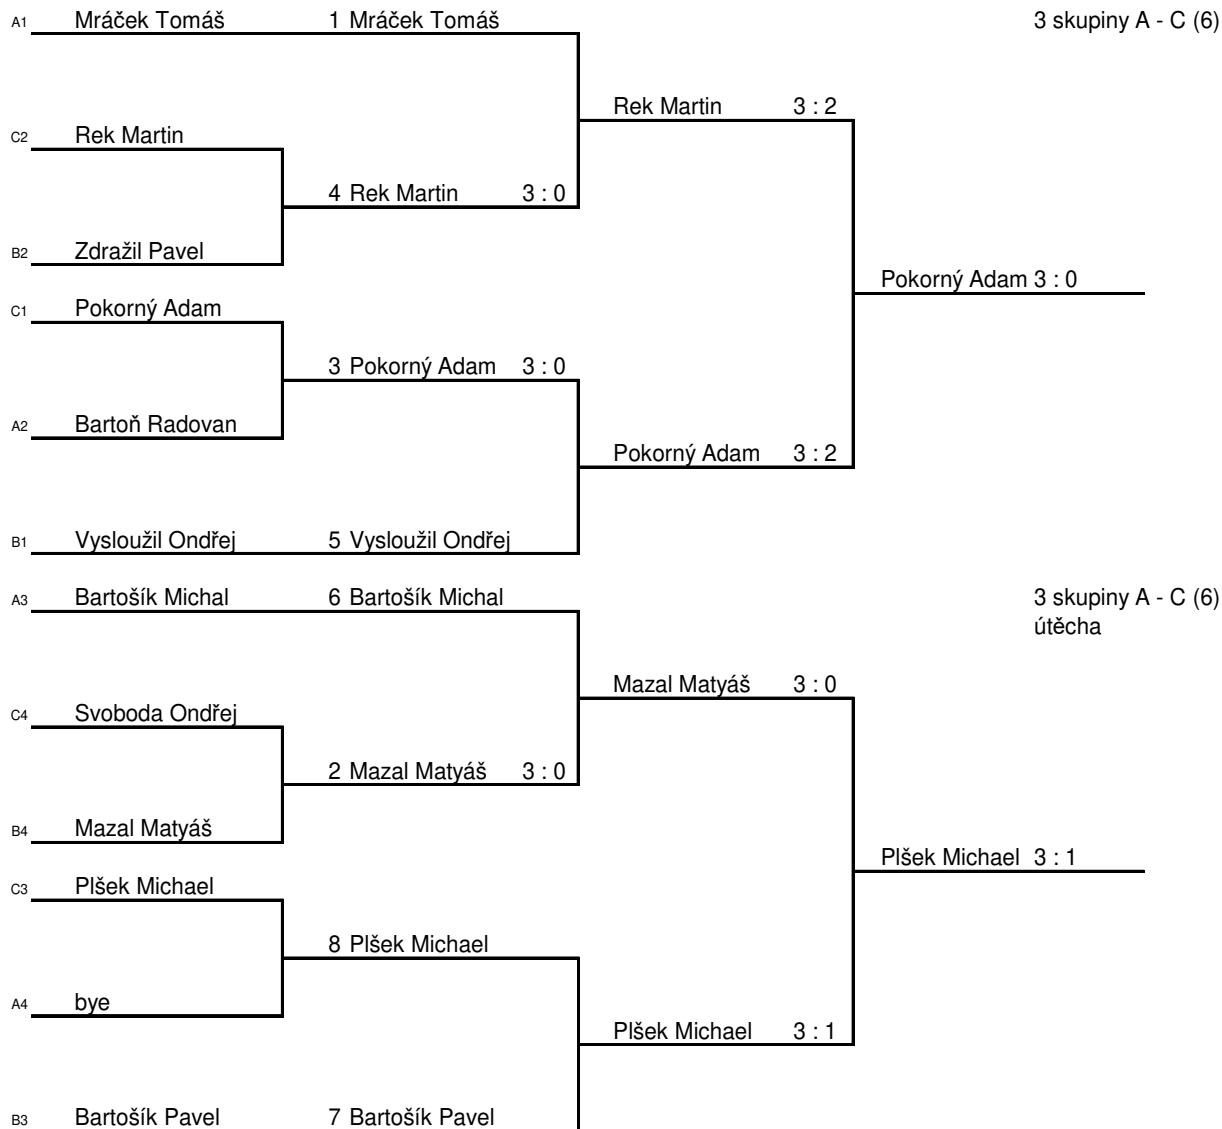 A1 Mráček Tomáš 1 Mráček Tomáš 3 skupiny A - C (6)
Rek Martin 3 : 2
C2 Rek Martin
4 Rek Martin 3 : 0
B2 Zdražil Pavel
Pokorný Adam 3 : 0
C1 Pokorný Adam
3 Pokorný Adam 3 : 0
A2 Bartoň Radovan
Pokorný Adam 3 : 2
B1 Vysloužil Ondřej 5 Vysloužil Ondřej
A3 Bartošík Michal 6 Bartošík Michal 3 skupiny A - C (6)
útěcha
Mazal Matyáš 3 : 0
C4 Svoboda Ondřej
2 Mazal Matyáš 3 : 0
B4 Mazal Matyáš
Plšek Michael 3 : 1
C3 Plšek Michael
8 Plšek Michael
A4 bye
Plšek Michael 3 : 1
B3 Bartošík Pavel 7 Bartošík Pavel